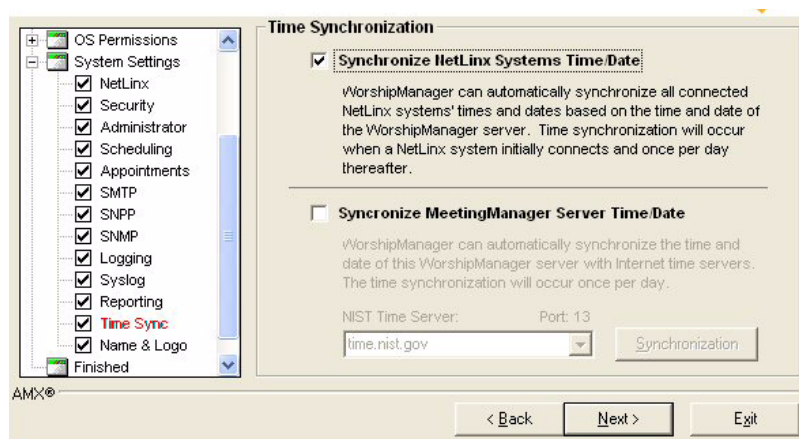 OS Permissions
System Settings
NetLinx
Security
Administrator
Scheduling
Appointments
SMTP
SNPP
SNMP
Logging
Syslog
Reporting
Time Sync
Name & Logo
Finished
Time Synchronization
Synchronize NetLinx Systems Time/Date
WorshipManager can automatically synchronize all connected
NetLinx systems' times and dates based on the time and date of
the WorshipManager server. Time synchronization will occur
when a NetLinx system initially connects and once per day
thereafter.
Syncronize MeetingManager Server Time/Date
WorshipManager can automatically synchronize the time and
date of this WorshipManager server with Internet time servers.
The time synchronization will occur once per day.
NIST Time Server: Port: 13
time.nist.gov Synchronization
AMX®
< Back Next > Exit